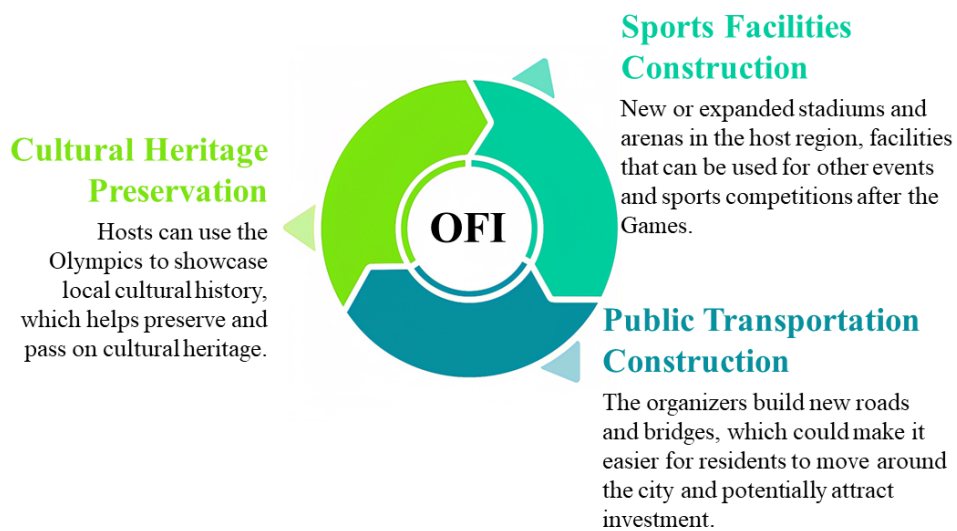 Sports Facilities
Construction
New or expanded stadiums and
arenas in the host region, facilities
that can be used for other events
and sports competitions after the
Games.
Cultural Heritage
Preservation
Hosts can use the
Olympics to showcase
local cultural history,
which helps preserve and
pass on cultural heritage.
OFI
Public Transportation
Construction
The organizers build new roads
and bridges, which could make it
easier for residents to move around
the city and potentially attract
investment.